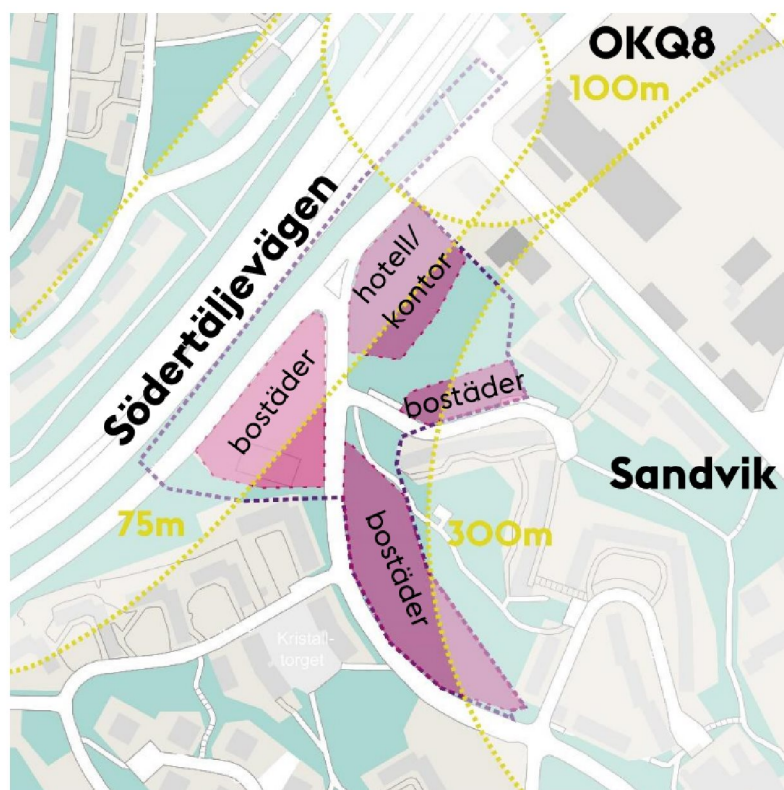 OKQ8
100m
Södertäljevägen
hotell/
kontor
bostäder
bostäder
Sandvik
75m
300m
bostäder
Kristall-
torget